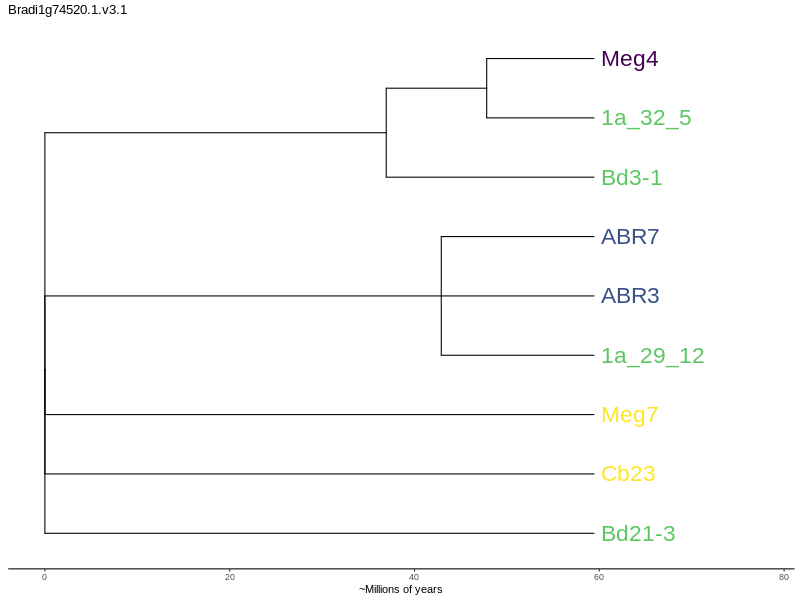 Bradi1g74520.1.v3.1
Meg4
1a_32_5
Bd3-1
ABR7
ABR3
1a_29_12
Meg7
Cb23
Bd21-3
0 20 40 60 80
~Millions of years